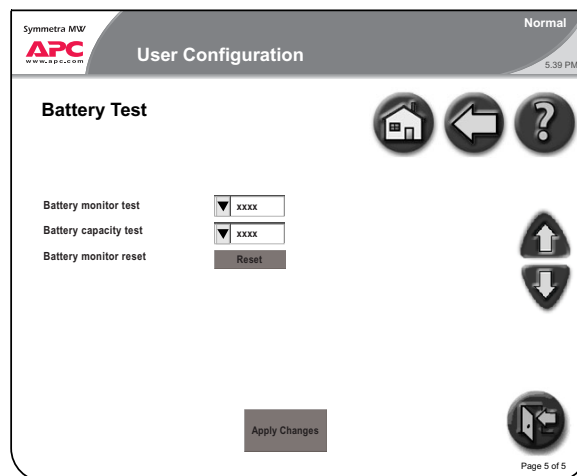 Symmetra MW
Normal
APC
www.apc.com
User Configuration
5.39 PM
Battery Test
?
Battery monitor test
xxxx
Battery capacity test
xxxx
Battery monitor reset
Reset
Apply Changes
Page 5 of 5